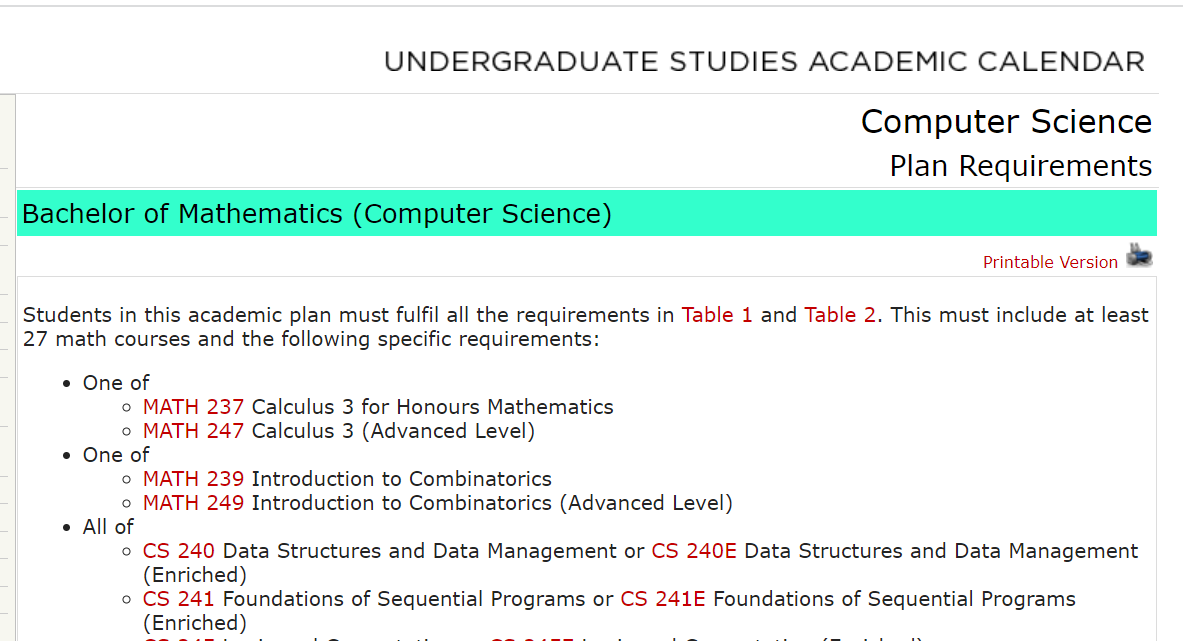 UNDERGRADUATE STUDIES ACADEMIC CALENDAR
Computer Science
Plan Requirements
Bachelor of Mathematics (Computer Science)
Printable Version
Students in this academic plan must fulfil all the requirements in Table 1 and Table 2. This must include at least
27 math courses and the following specific requirements:
• One of
○ MATH 237 Calculus 3 for Honours Mathematics
○ MATH 247 Calculus 3 (Advanced Level)
• One of
○ MATH 239 Introduction to Combinatorics
○ MATH 249 Introduction to Combinatorics (Advanced Level)
• All of
○ CS 240 Data Structures and Data Management or CS 240E Data Structures and Data Management
(Enriched)
○ CS 241 Foundations of Sequential Programs or CS 241E Foundations of Sequential Programs
(Enriched)